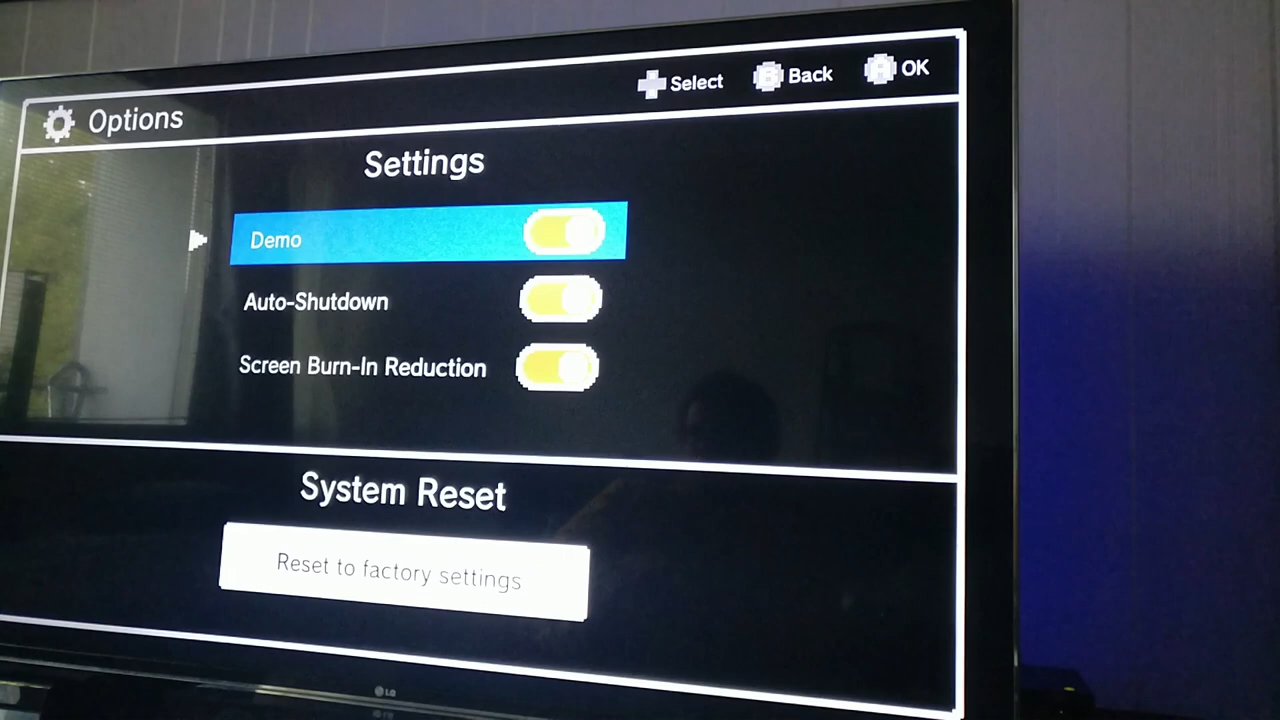 Options
Select
B Back
A OK
Settings
Demo
Auto-Shutdown
Screen Burn-In Reduction
System Reset
Reset to factory settings
LG